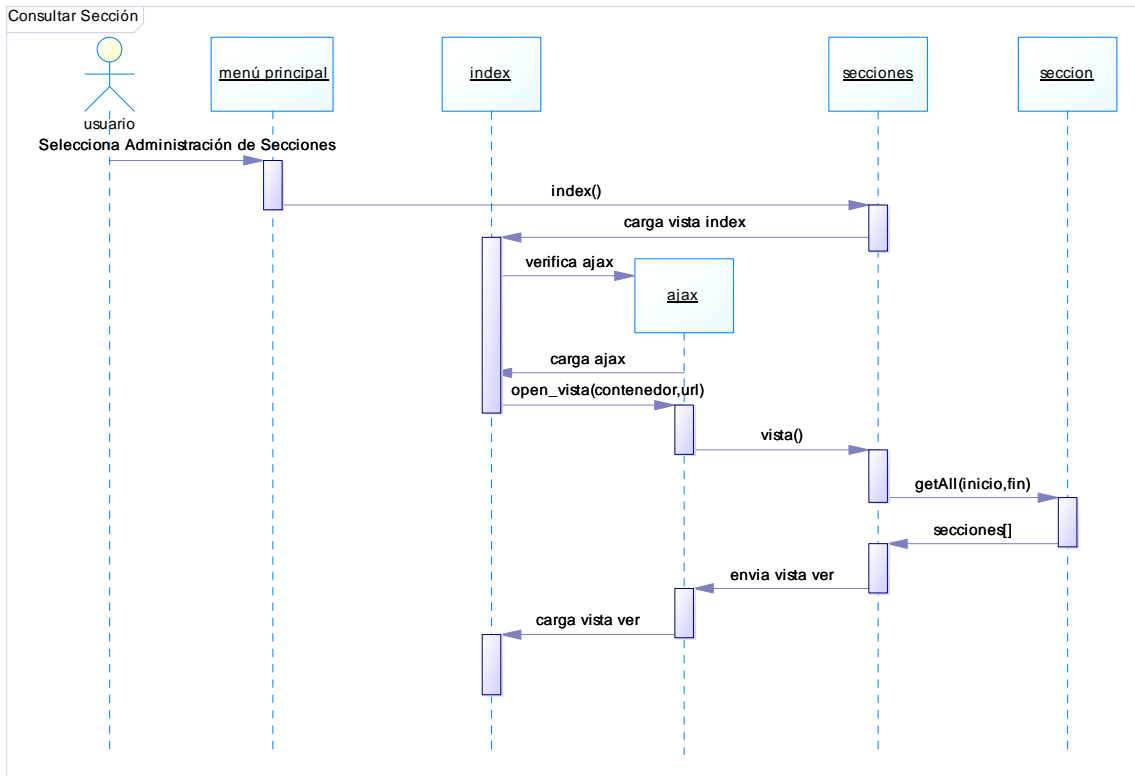 Consultar Sección
menú principal
index
secciones
seccion
usuario
Selecciona Administración de Secciones
index()
carga vista index
verifica ajax
ajax
carga ajax
open_vista(contenedor,url)
vista()
getAll(inicio,fin)
secciones[]
envia vista ver
carga vista ver